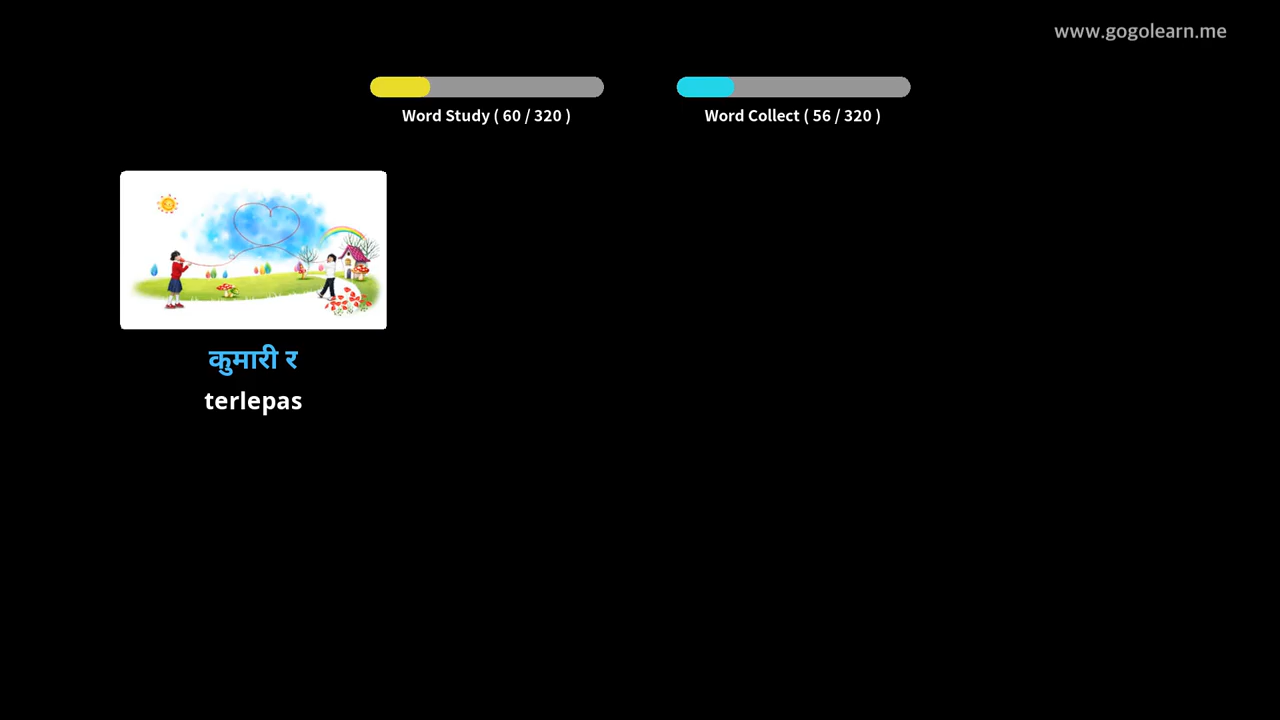 www.gogolearn.me
Word Study ( 60 / 320 )
Word Collect ( 56 / 320 )
कुमारी र
terlepas